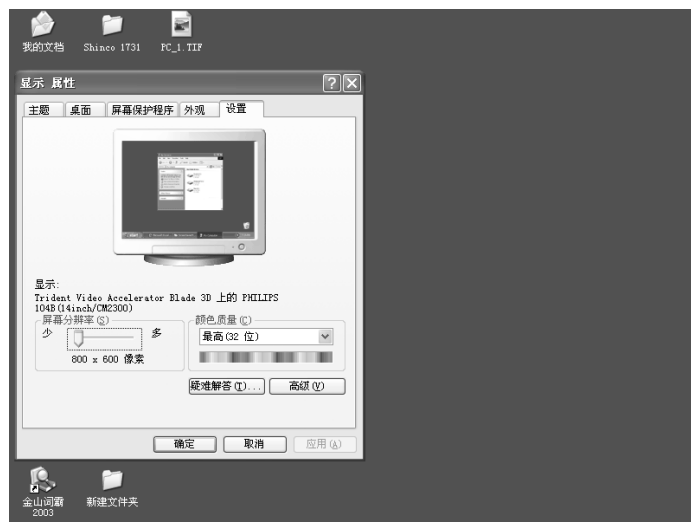 我的文档 Shinco 1731 PC_1.TIF
显示 属性
主题 桌面 屏幕保护程序 外观 设置
显示:
Trident Video Accelerator Blade 3D 上的 PHILIPS
104B(14inch/CM2300)
屏幕分辨率(S) 颜色质量(C)
少 多 最高(32 位)
800 x 600 像素
疑难解答(T)... 高级(V)
确定 取消 应用(A)
金山词霸 新建文件夹
2003